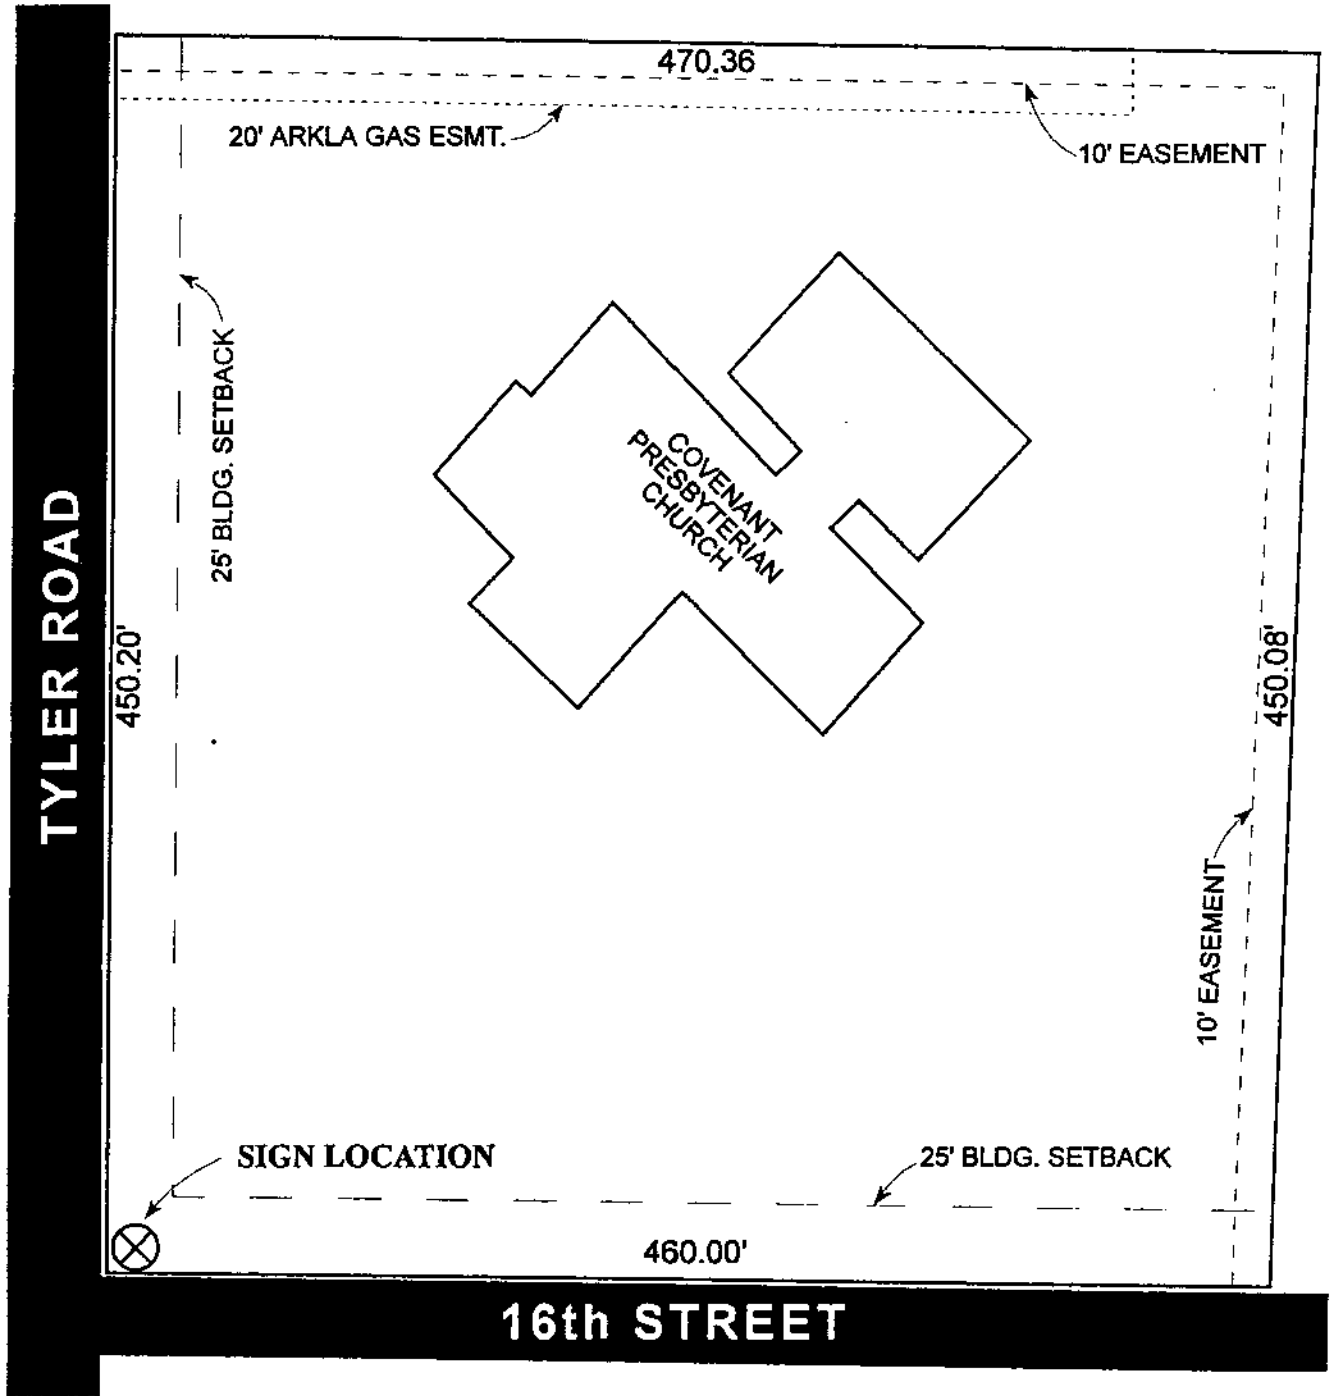 470.36
20' ARKLA GAS ESMT.
10' EASEMENT
25' BLDG. SETBACK
COVENANT
PRESBYTERIAN
CHURCH
TYLER ROAD
450.20'
450.08'
10' EASEMENT
SIGN LOCATION
25' BLDG. SETBACK
460.00'
16th STREET